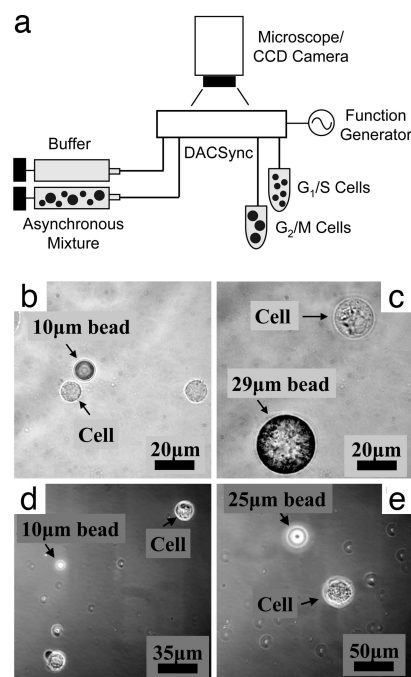 a
Microscope/
CCD Camera
Function
Generator
DACSync
Buffer
Asynchronous
Mixture
G₁/S Cells
G₂/M Cells
b
10µm bead
Cell
20µm
c
Cell
29µm bead
20µm
d
10µm bead
Cell
35µm
e
25µm bead
Cell
50µm